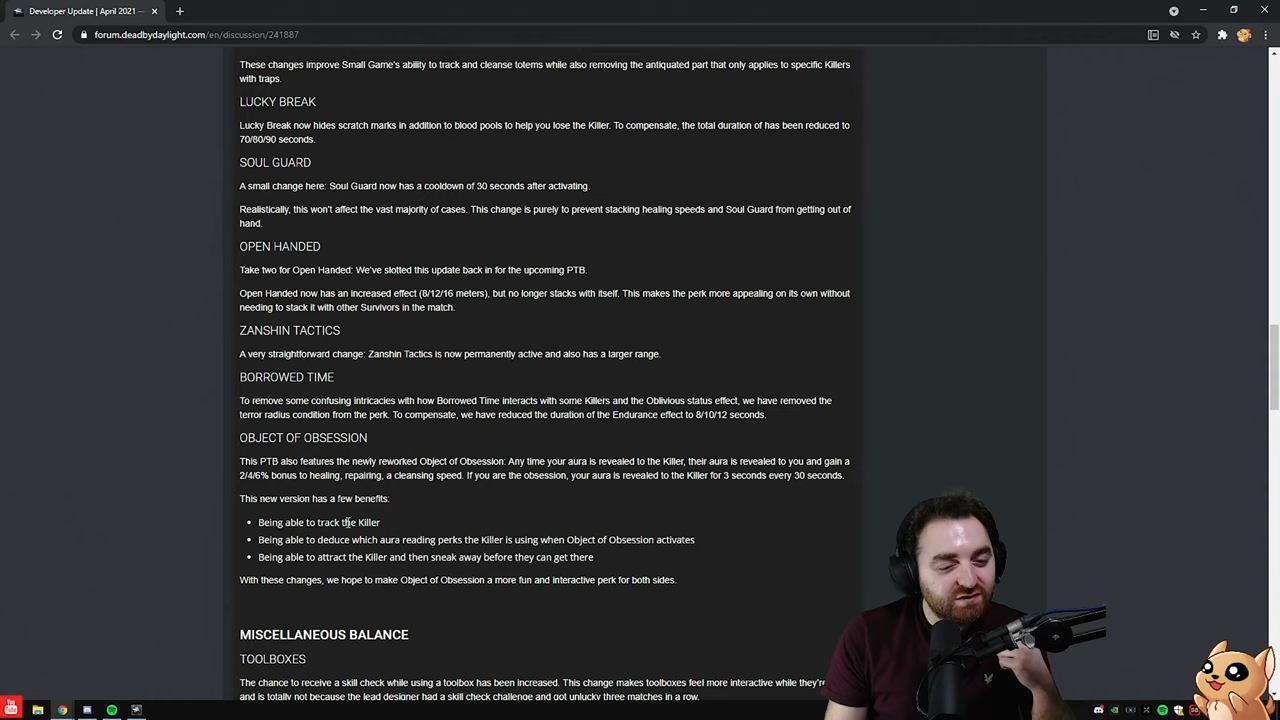 Developer Update | April 2021 —
forum.deadbydaylight.com/en/discussion/241887
These changes improve Small Game's ability to track and cleanse totems while also removing the antiquated part that only applies to specific Killers
with traps.
LUCKY BREAK
Lucky Break now hides scratch marks in addition to blood pools to help you lose the Killer. To compensate, the total duration of has been reduced to
70/80/90 seconds.
SOUL GUARD
A small change here: Soul Guard now has a cooldown of 30 seconds after activating.
Realistically, this won't affect the vast majority of cases. This change is purely to prevent stacking healing speeds and Soul Guard from getting out of
hand.
OPEN HANDED
Take two for Open Handed: We've slotted this update back in for the upcoming PTB.
Open Handed now has an increased effect (8/12/16 meters), but no longer stacks with itself. This makes the perk more appealing on its own without
needing to stack it with other Survivors in the match.
ZANSHIN TACTICS
A very straightforward change: Zanshin Tactics is now permanently active and also has a larger range.
BORROWED TIME
To remove some confusing intricacies with how Borrowed Time interacts with some Killers and the Oblivious status effect, we have removed the
terror radius condition from the perk. To compensate, we have reduced the duration of the Endurance effect to 8/10/12 seconds.
OBJECT OF OBSESSION
This PTB also features the newly reworked Object of Obsession: Any time your aura is revealed to the Killer, their aura is revealed to you and gain a
2/4/6% bonus to healing, repairing, a cleansing speed. If you are the obsession, your aura is revealed to the Killer for 3 seconds every 30 seconds.
This new version has a few benefits:
• Being able to track the Killer
• Being able to deduce which aura reading perks the Killer is using when Object of Obsession activates
• Being able to attract the Killer and then sneak away before they can get there
With these changes, we hope to make Object of Obsession a more fun and interactive perk for both sides.
MISCELLANEOUS BALANCE
TOOLBOXES
The chance to receive a skill check while using a toolbox has been increased. This change makes toolboxes feel more interactive while they're
and is totally not because the lead designer had a skill check challenge and got unlucky three matches in a row.
You
Tube